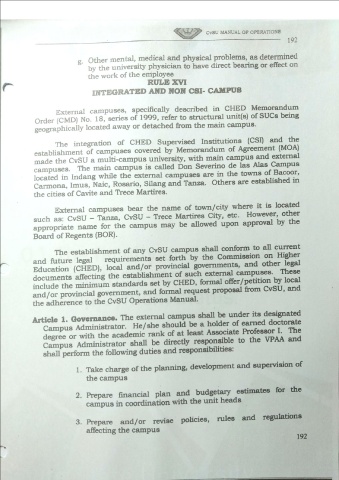 CvSU MANUAL OF OPERATIONS
192
g. Other mental, medical and physical problems, as determined
by the university physician to have direct bearing or effect on
the work of the employee
RULE XVI
INTEGRATED AND NON CSI- CAMPUS
External campuses, specifically described in CHED Memorandum
Order (CMD) No. 18, series of 1999, refer to structural unit(s) of SUCs being
geographically located away or detached from the main campus.
The integration of CHED Supervised Institutions (CSI) and the
establishment of campuses covered by Memorandum of Agreement (MOA)
made the CvSU a multi-campus university, with main campus and external
campuses. The main campus is called Don Severino de las Alas Campus
located in Indang while the external campuses are in the towns of Bacoor,
Carmona, Imus, Naic, Rosario, Silang and Tanza. Others are established in
the cities of Cavite and Trece Martires.
External campuses bear the name of town/city where it is located
such as: CvSU – Tanza, CvSU – Trece Martires City, etc. However, other
appropriate name for the campus may be allowed upon approval by the
Board of Regents (BOR).
The establishment of any CvSU campus shall conform to all current
and future legal requirements set forth by the Commission on Higher
Education (CHED), local and/or provincial governments, and other legal
documents affecting the establishment of such external campuses. These
include the minimum standards set by CHED, formal offer/petition by local
and/or provincial government, and formal request proposal from CvSU, and
the adherence to the CvSU Operations Manual.
Article 1. Governance. The external campus shall be under its designated
Campus Administrator. He/she should be a holder of earned doctorate
degree or with the academic rank of at least Associate Professor I. The
Campus Administrator shall be directly responsible to the VPAA and
shall perform the following duties and responsibilities:
1. Take charge of the planning, development and supervision of
the campus
2. Prepare financial plan and budgetary estimates for the
campus in coordination with the unit heads
3. Prepare and/or revise policies, rules and regulations
affecting the campus
192